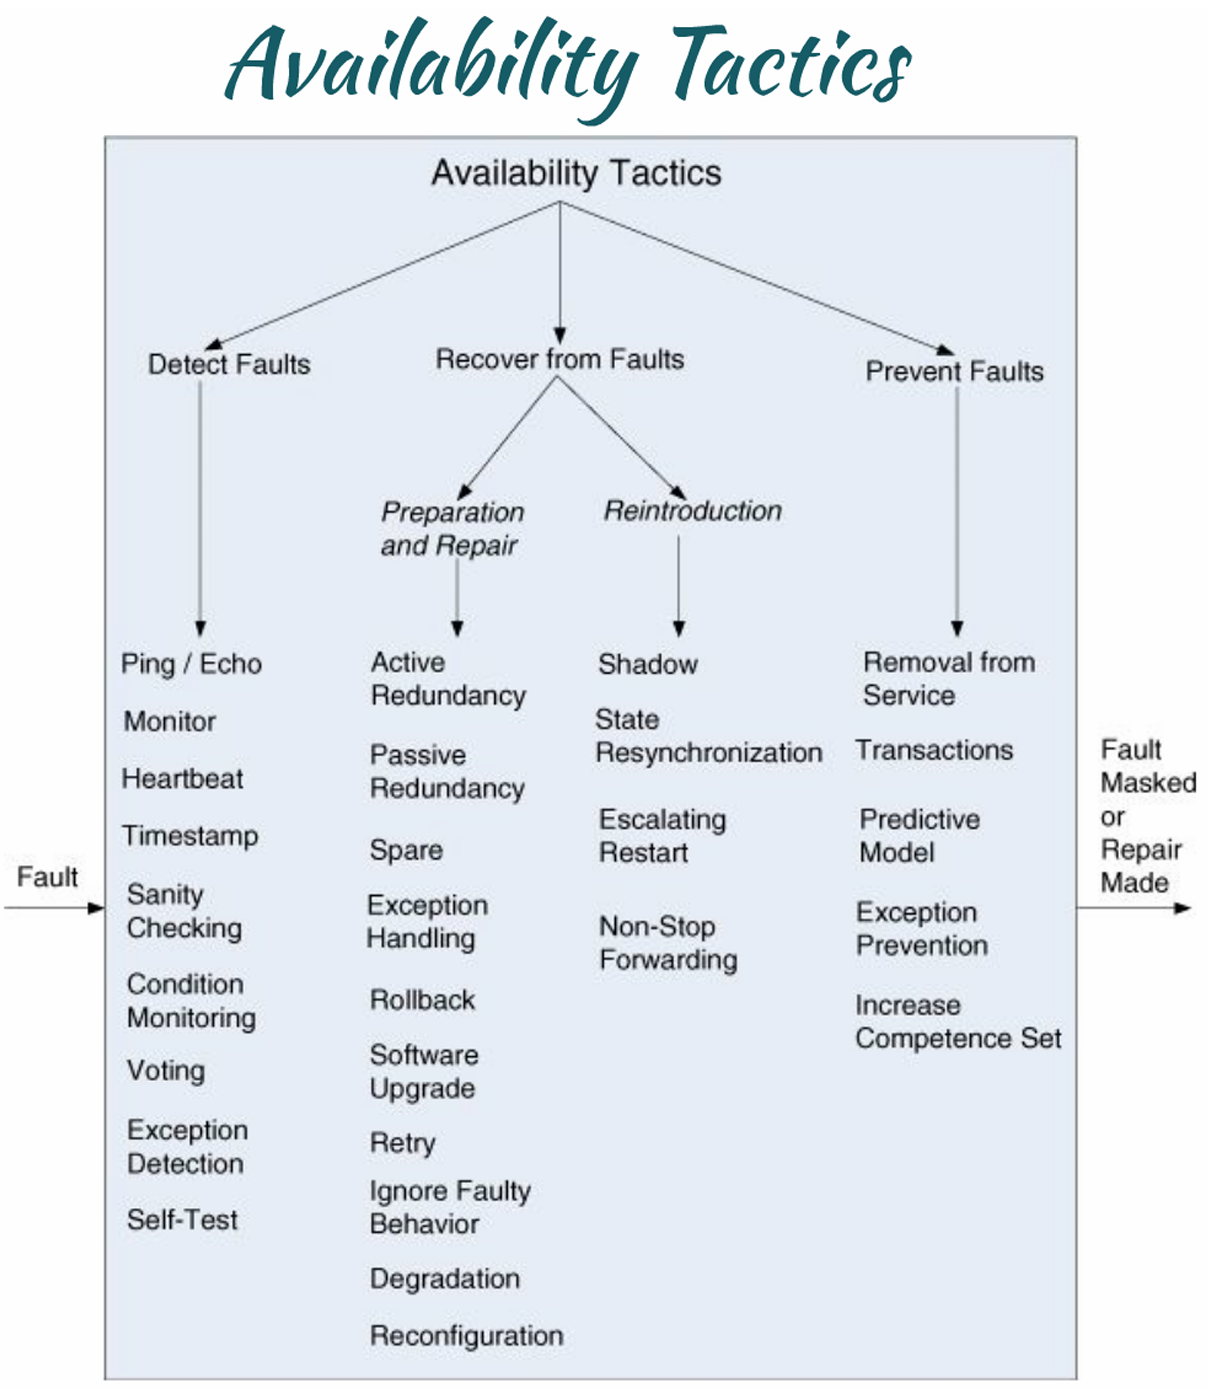 Availability Tactics
Availability Tactics
Detect Faults
Recover from Faults
Prevent Faults
Preparation
and Repair
Reintroduction
Ping / Echo
Monitor
Heartbeat
Timestamp
Sanity
Checking
Condition
Monitoring
Voting
Exception
Detection
Self-Test
Active
Redundancy
Passive
Redundancy
Spare
Exception
Handling
Rollback
Software
Upgrade
Retry
Ignore Faulty
Behavior
Degradation
Reconfiguration
Shadow
State
Resynchronization
Escalating
Restart
Non-Stop
Forwarding
Removal from
Service
Transactions
Predictive
Model
Exception
Prevention
Increase
Competence Set
Fault
Fault
Masked
or
Repair
Made